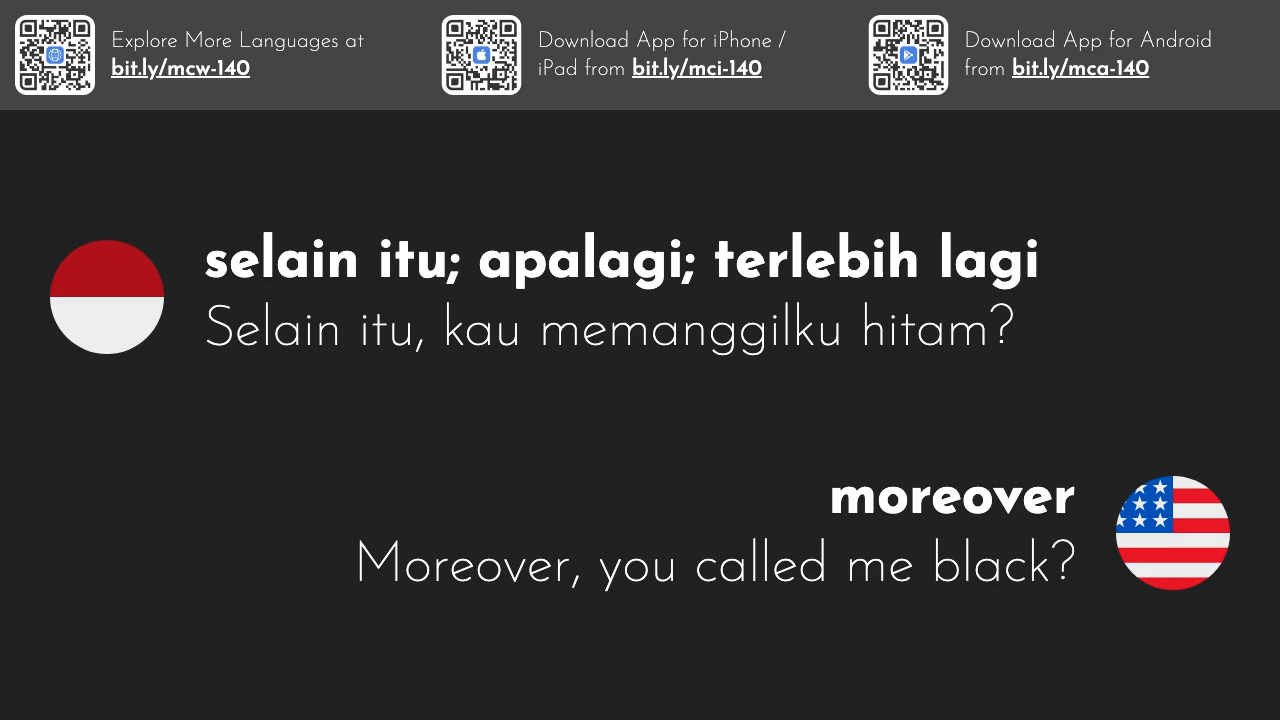 Explore More Languages at
bit.ly/mcw-140
Download App for iPhone /
iPad from bit.ly/mci-140
Download App for Android
from bit.ly/mca-140
selain itu; apalagi; terlebih lagi
Selain itu, kau memanggilku hitam?
moreover
Moreover, you called me black?